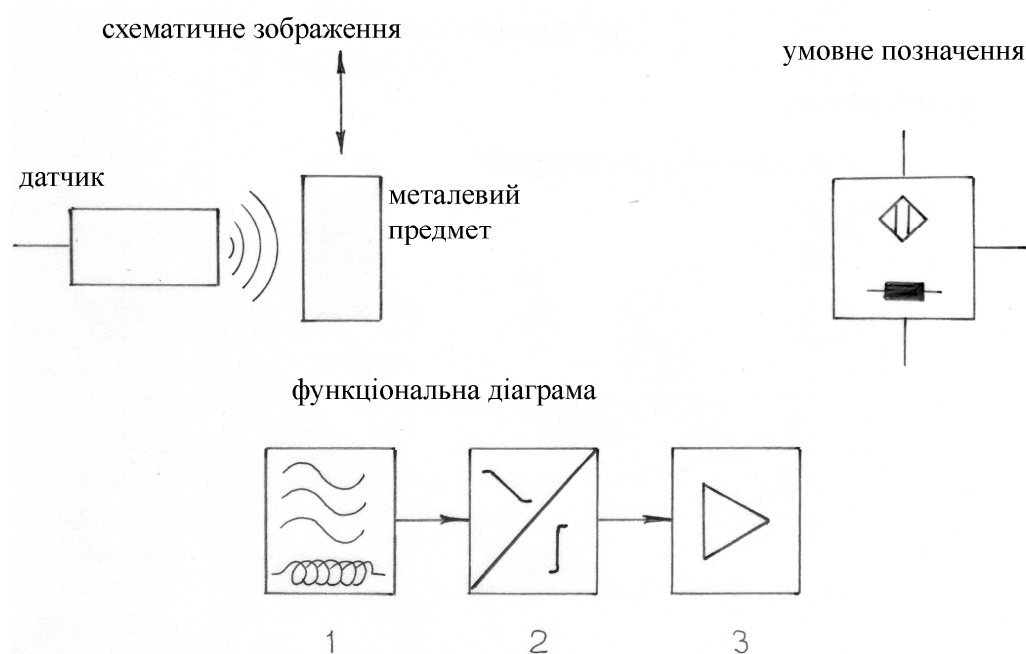 схематичне зображення
умовне позначення
датчик
металевий
предмет
функціональна діаграма
1 2 3